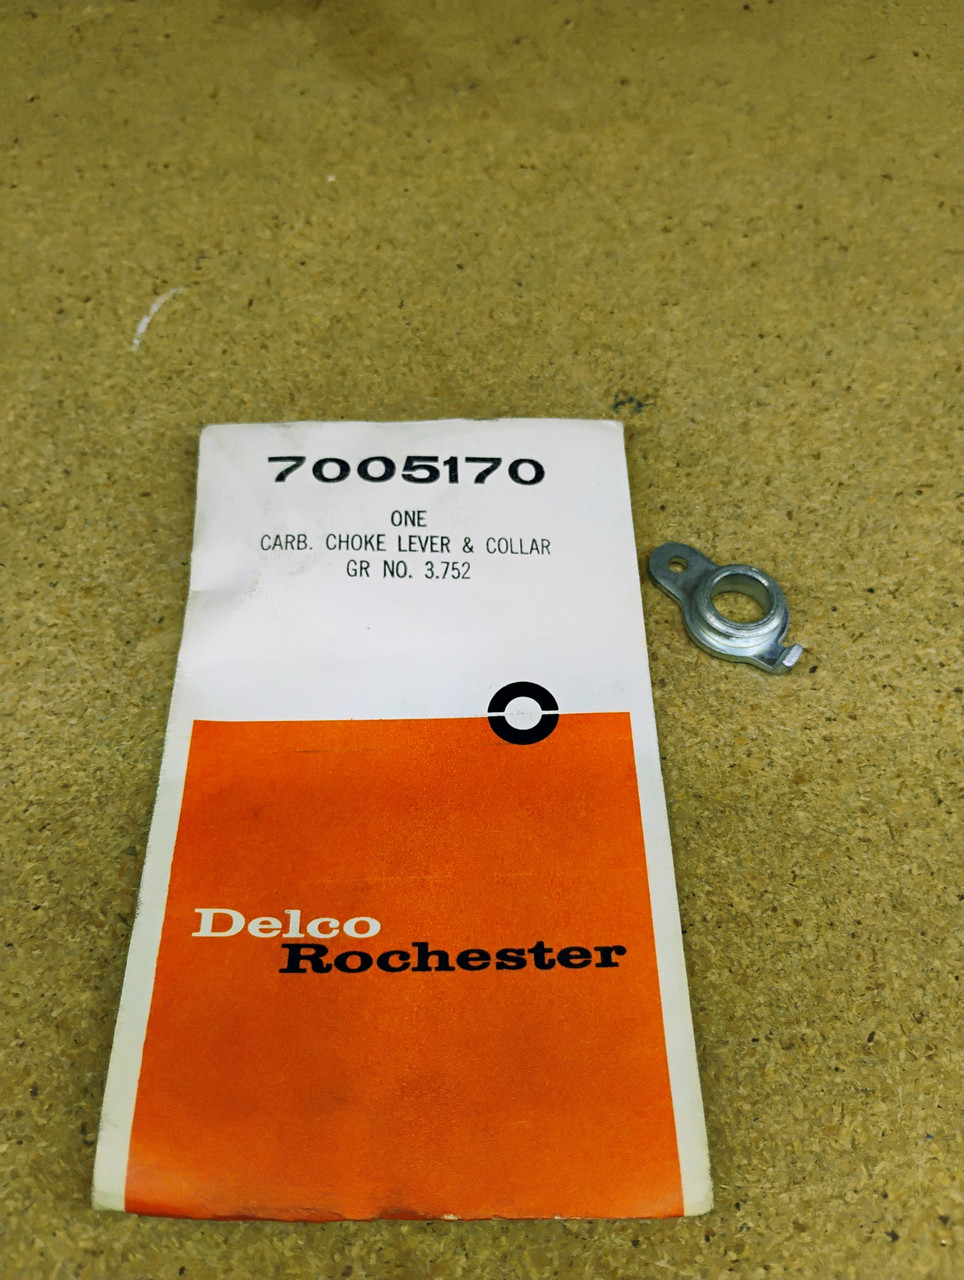 7005170
ONE
CARB. CHOKE LEVER & COLLAR
GR NO. 3.752
Delco
Rochester